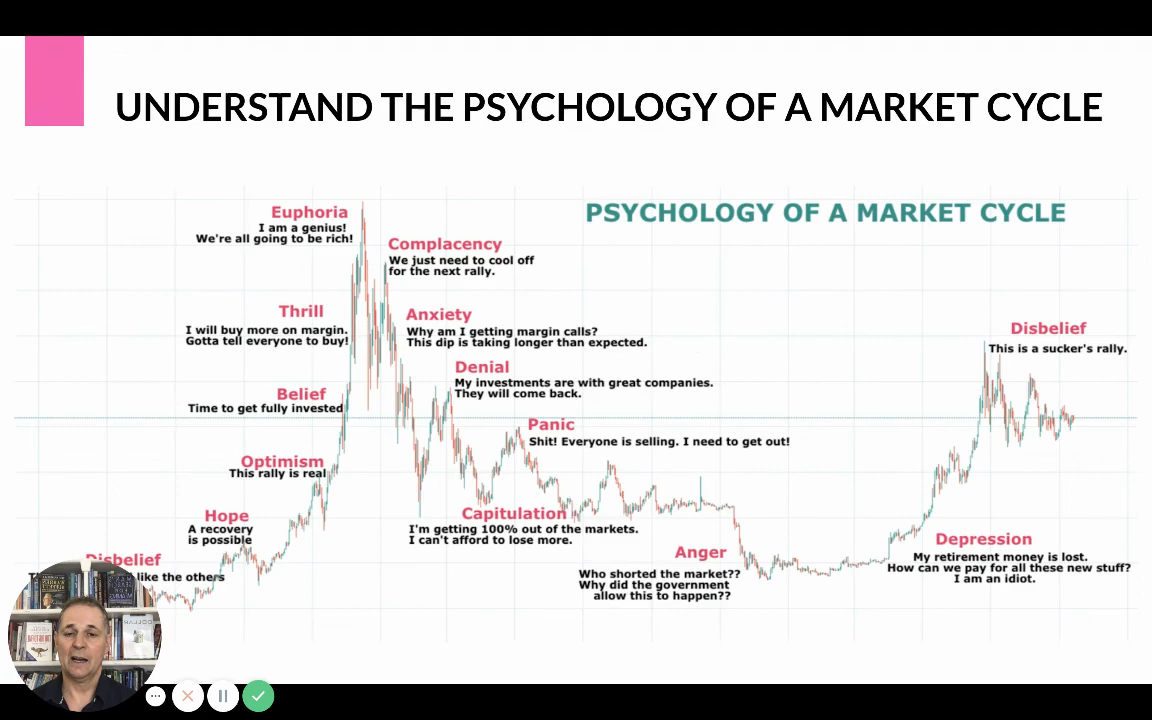 UNDERSTAND THE PSYCHOLOGY OF A MARKET CYCLE
PSYCHOLOGY OF A MARKET CYCLE
Euphoria
I am a genius!
We're all going to be rich!
Complacency
We just need to cool off
for the next rally.
Thrill
I will buy more on margin.
Gotta tell everyone to buy!
Anxiety
Why am I getting margin calls?
This dip is taking longer than expected.
Disbelief
This is a sucker's rally.
Denial
My investments are with great companies.
They will come back.
Belief
Time to get fully invested
Panic
Shit! Everyone is selling. I need to get out!
Optimism
This rally is real
Capitulation
I'm getting 100% out of the markets.
I can't afford to lose more.
Hope
A recovery
is possible
Anger
Who shorted the market??
Why did the government
allow this to happen??
Depression
My retirement money is lost.
How can we pay for all these new stuff?
I am an idiot.
Disbelief
like the others